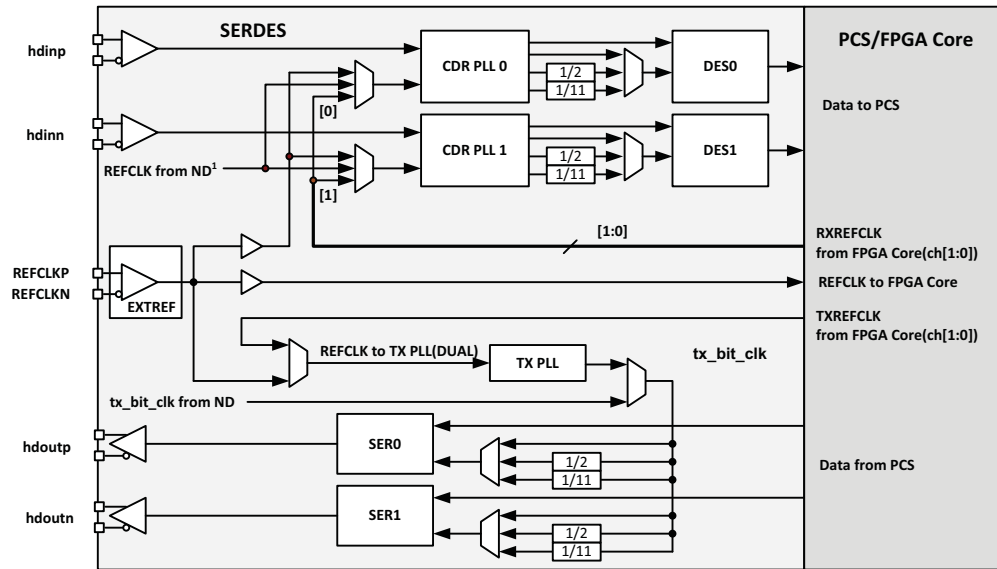 SERDES
PCS/FPGA Core
hdinp
CDR PLL 0
1/2
1/11
DES0
[0]
Data to PCS
hdinn
CDR PLL 1
1/2
1/11
DES1
REFCLK from ND¹
[1]
[1:0]
RXREFCLK
from FPGA Core(ch[1:0])
REFCLKP
REFCLKN
EXTREF
REFCLK to FPGA Core
TXREFCLK
from FPGA Core(ch[1:0])
REFCLK to TX PLL(DUAL)
TX PLL
tx_bit_clk
tx_bit_clk from ND
hdoutp
SER0
1/2
1/11
Data from PCS
hdoutn
SER1
1/2
1/11